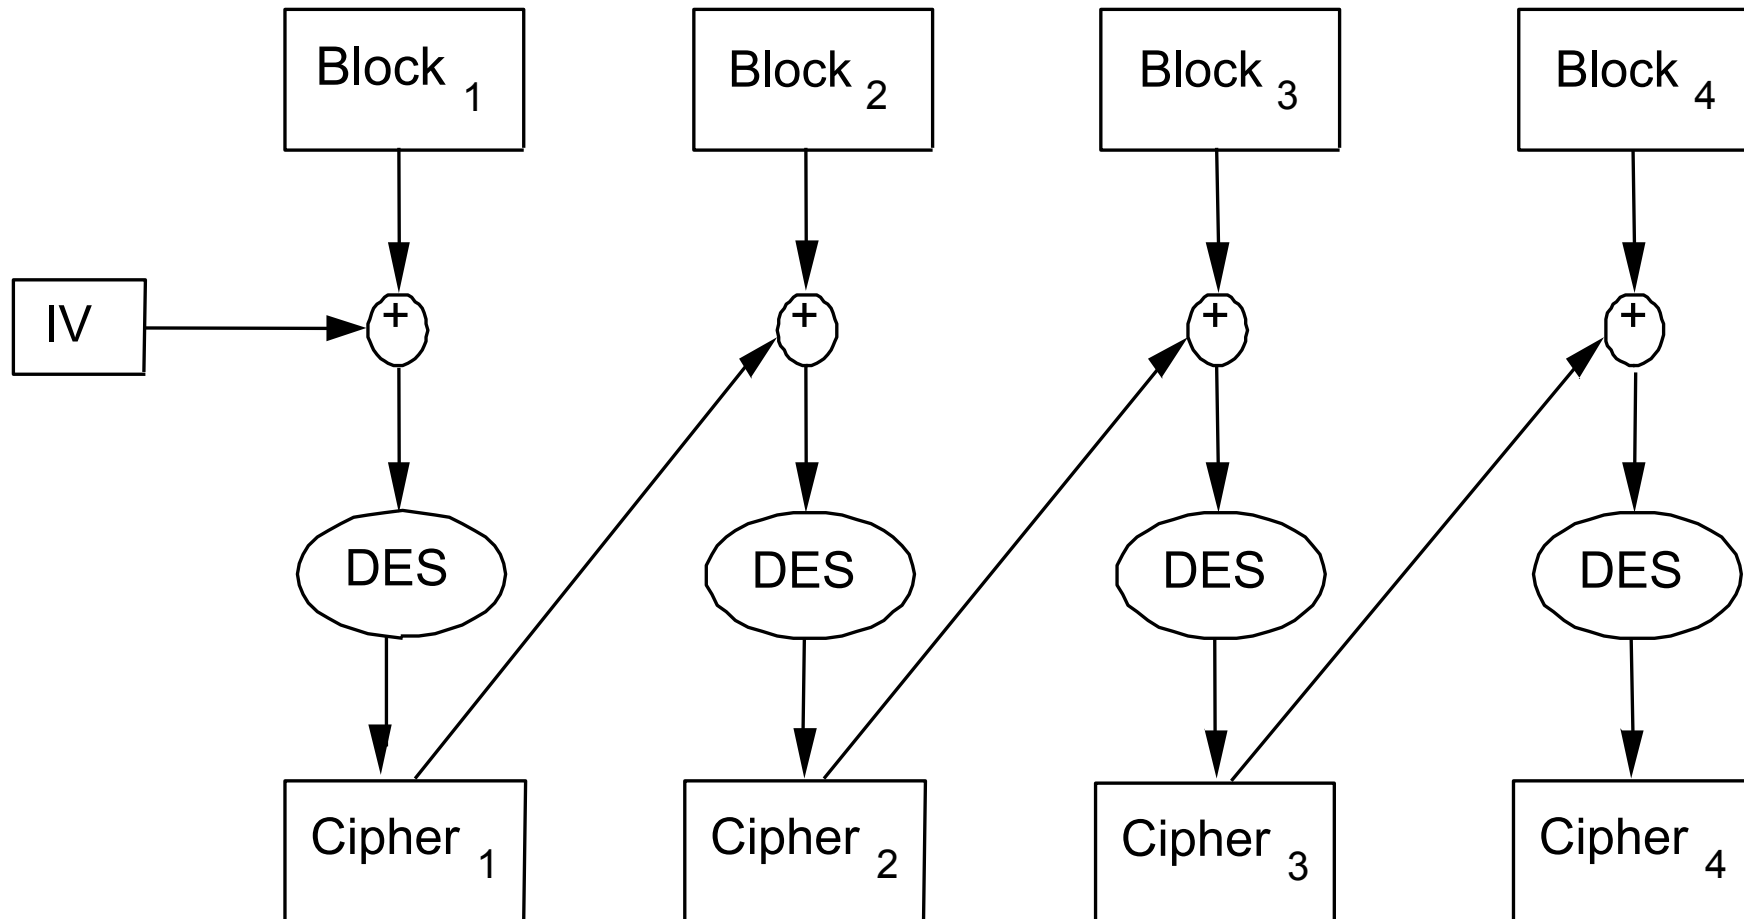 Block 1
Block 2
Block 3
Block 4
IV
+
+
+
+
DES
DES
DES
DES
Cipher 1
Cipher 2
Cipher 3
Cipher 4